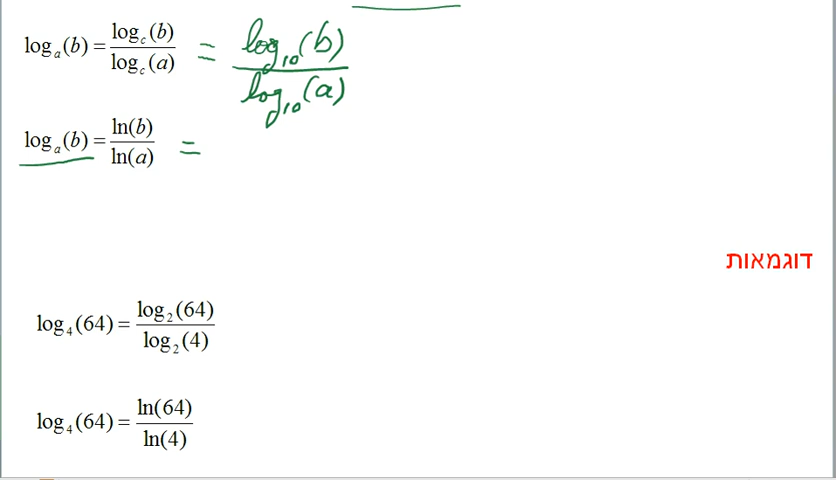 log_a(b) = log_c(b) / log_c(a) = log_10(b) / log_10(a)
log_a(b) = ln(b) / ln(a) =
דוגמאות
log_4(64) = log_2(64) / log_2(4)
log_4(64) = ln(64) / ln(4)